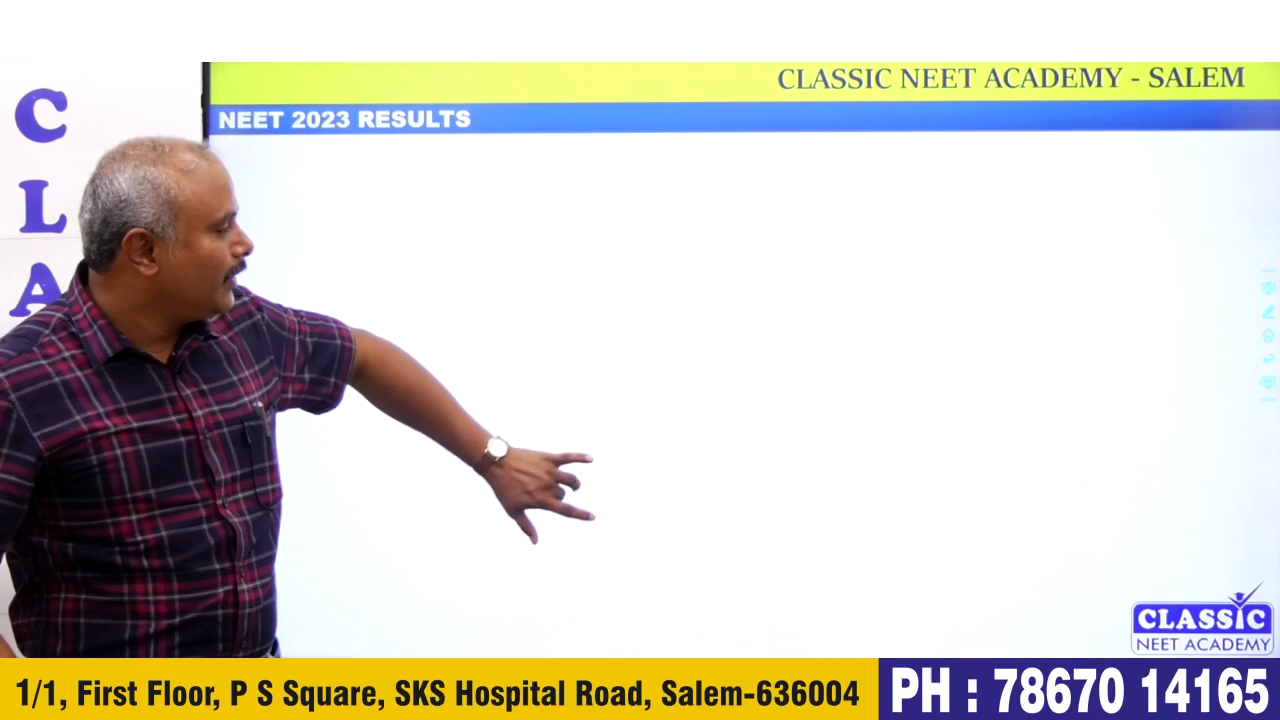 CLASSIC NEET ACADEMY - SALEM
NEET 2023 RESULTS
C
L
A
CLASSIC
NEET ACADEMY
1/1, First Floor, P S Square, SKS Hospital Road, Salem-636004
PH : 78670 14165